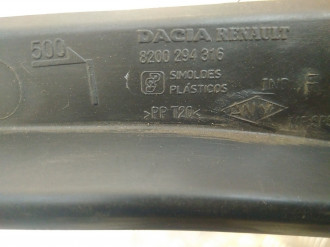 DACIA RENAULT
500 8200 294 316
SIMOLDES
PLÁSTICOS
>PP T20<